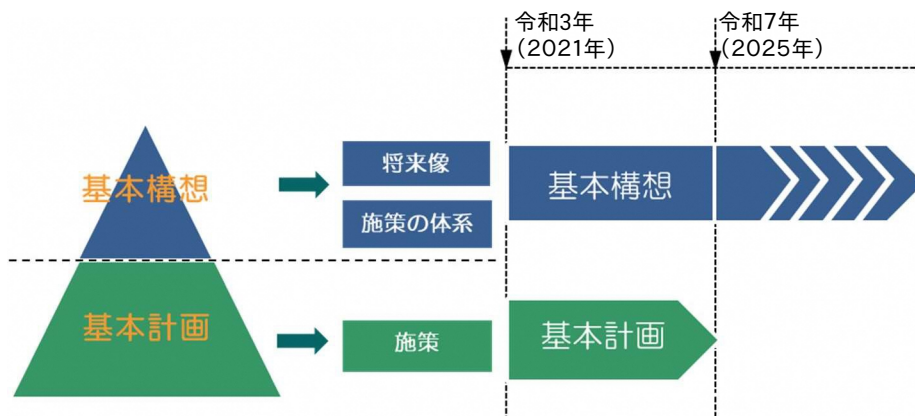 令和3年
（2021年）
令和7年
（2025年）
基本構想
将来像
施策の体系
基本構想
基本計画
施策
基本計画